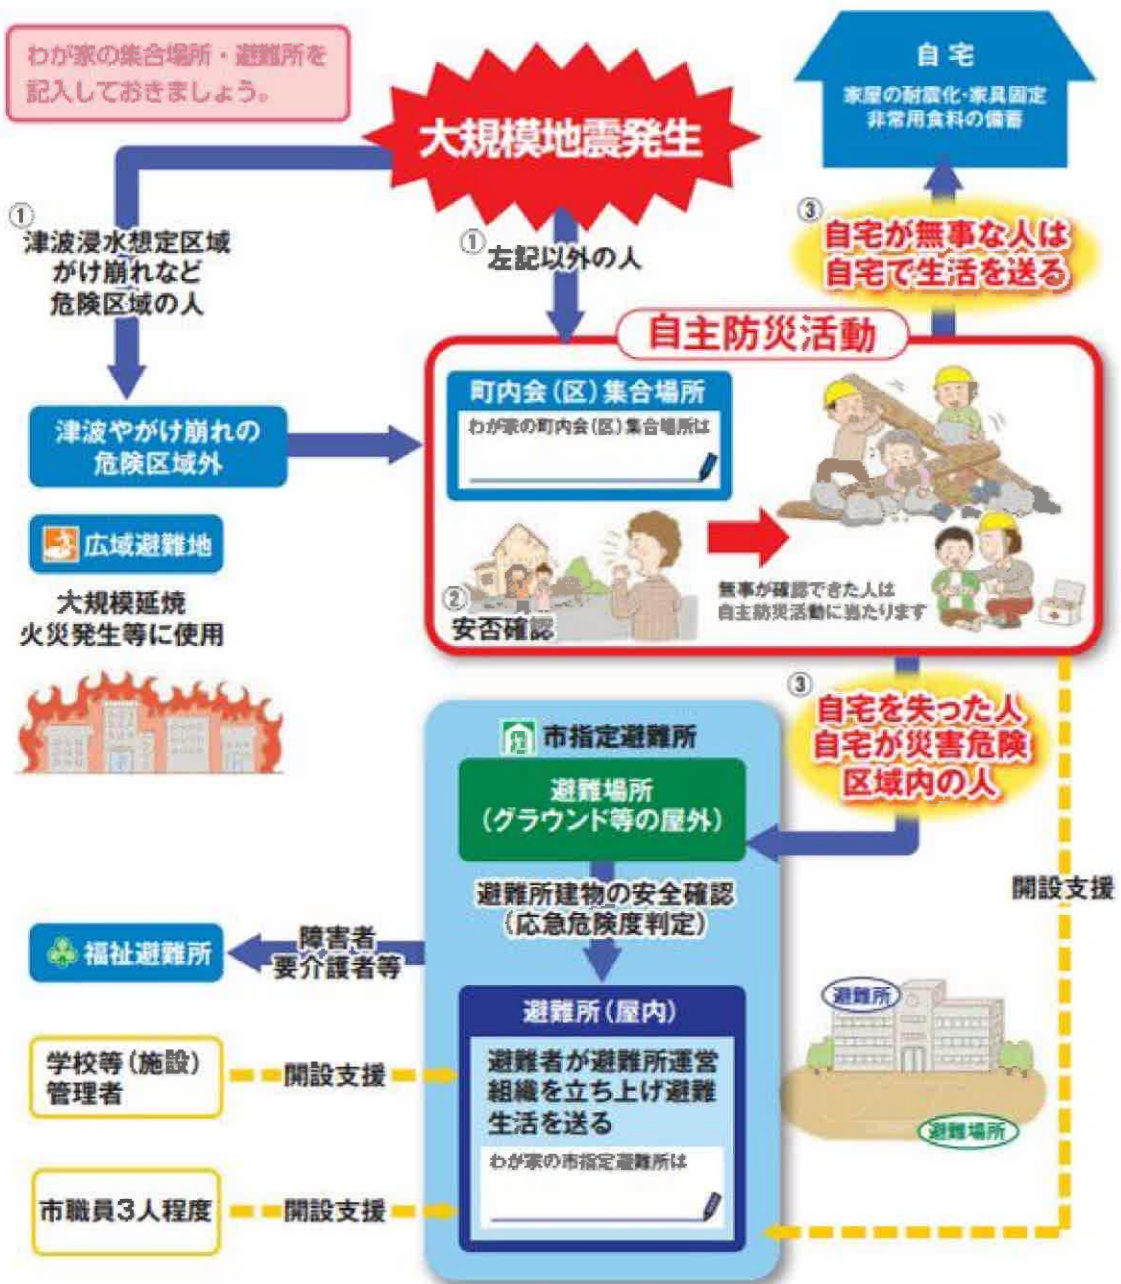 わが家の集合場所・避難所を
記入しておきましょう。
大規模地震発生
自宅
家屋の耐震化・家具固定
非常用食料の備蓄
①
津波浸水想定区域
がけ崩れなど
危険区域の人
①左記以外の人
③
自宅が無事な人は
自宅で生活を送る
自主防災活動
町内会(区)集合場所
わが家の町内会(区)集合場所は
津波やがけ崩れの
危険区域外
広域避難地
大規模延焼
火災発生等に使用
②
安否確認
無事が確認できた人は
自主防災活動に当たります
③
自宅を失った人
自宅が災害危険
区域内の人
市指定避難所
避難場所
(グラウンド等の屋外)
開設支援
避難所建物の安全確認
(応急危険度判定)
福祉避難所
障害者
要介護者等
避難所(屋内)
避難者が避難所運営
組織を立ち上げ避難
生活を送る
わが家の市指定避難所は
避難所
避難場所
学校等(施設)
管理者
開設支援
市職員3人程度
開設支援